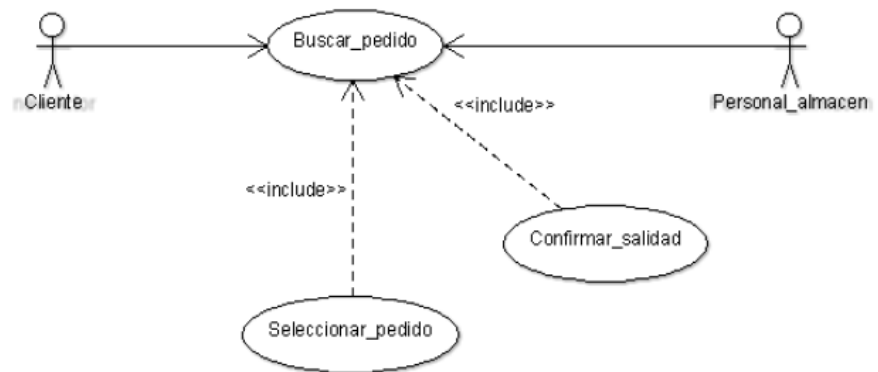 Buscar_pedido
Cliente
Personal_almacen
<<include>>
<<include>>
Confirmar_salidad
Seleccionar_pedido